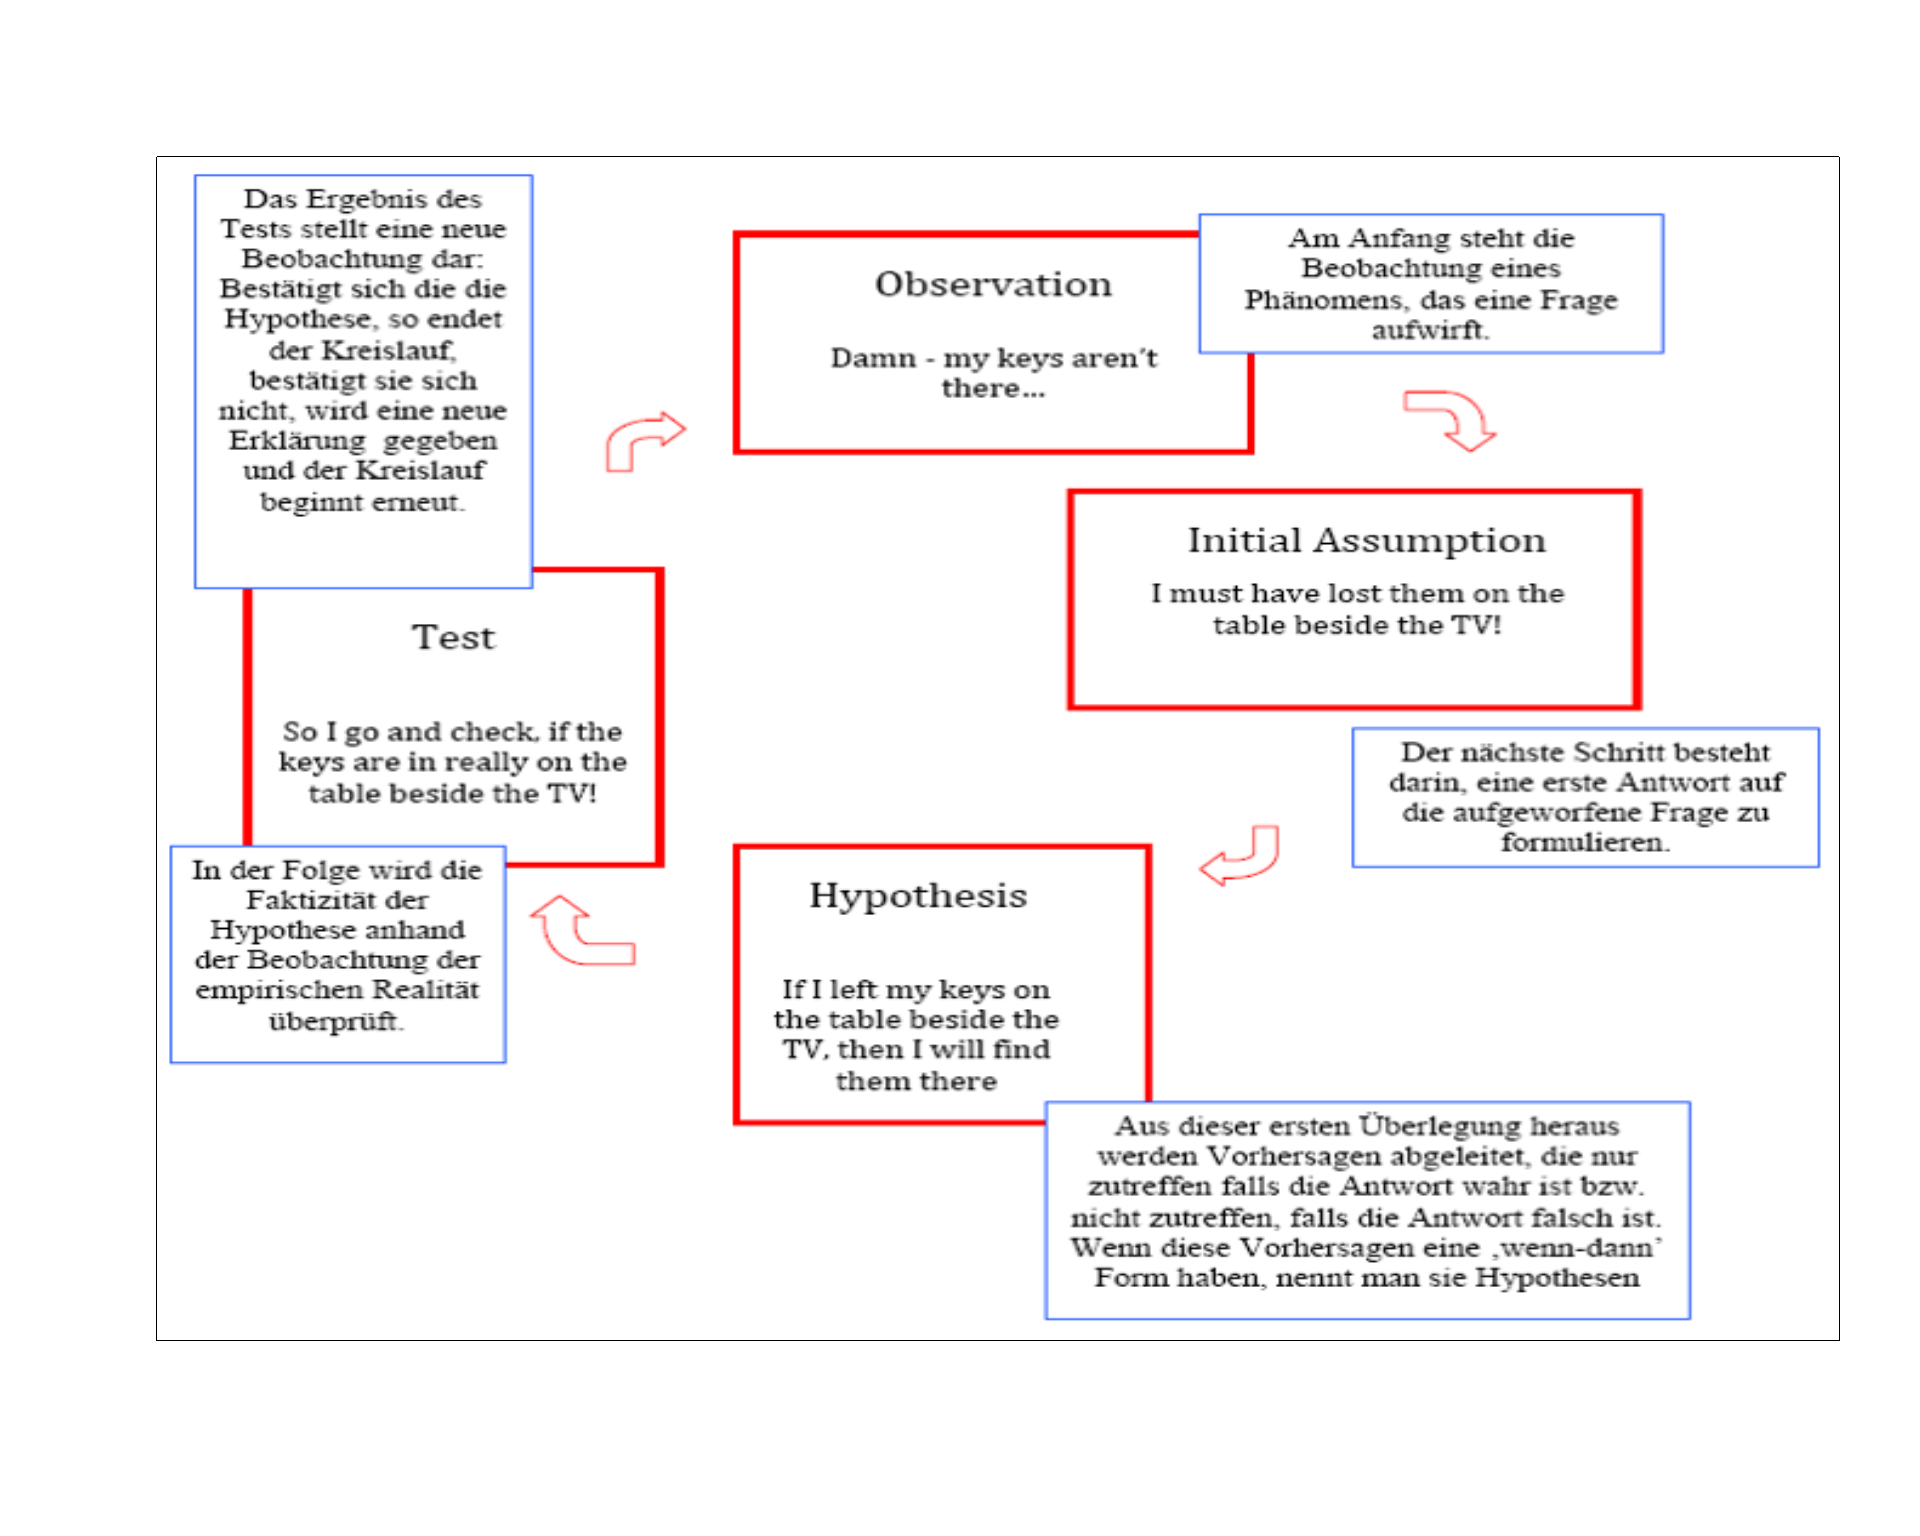 Das Ergebnis des
Tests stellt eine neue
Beobachtung dar:
Bestätigt sich die die
Hypothese, so endet
der Kreislauf,
bestätigt sie sich
nicht, wird eine neue
Erklärung gegeben
und der Kreislauf
beginnt erneut.
Observation
Damn - my keys aren't
there...
Am Anfang steht die
Beobachtung eines
Phänomens, das eine Frage
aufwirft.
Initial Assumption
I must have lost them on the
table beside the TV!
Der nächste Schritt besteht
darin, eine erste Antwort auf
die aufgeworfene Frage zu
formulieren.
Test
So I go and check, if the
keys are in really on the
table beside the TV!
In der Folge wird die
Faktizität der
Hypothese anhand
der Beobachtung der
empirischen Realität
überprüft.
Hypothesis
If I left my keys on
the table beside the
TV, then I will find
them there
Aus dieser ersten Überlegung heraus
werden Vorhersagen abgeleitet, die nur
zutreffen falls die Antwort wahr ist bzw.
nicht zutreffen, falls die Antwort falsch ist.
Wenn diese Vorhersagen eine ‚wenn-dann’
Form haben, nennt man sie Hypothesen